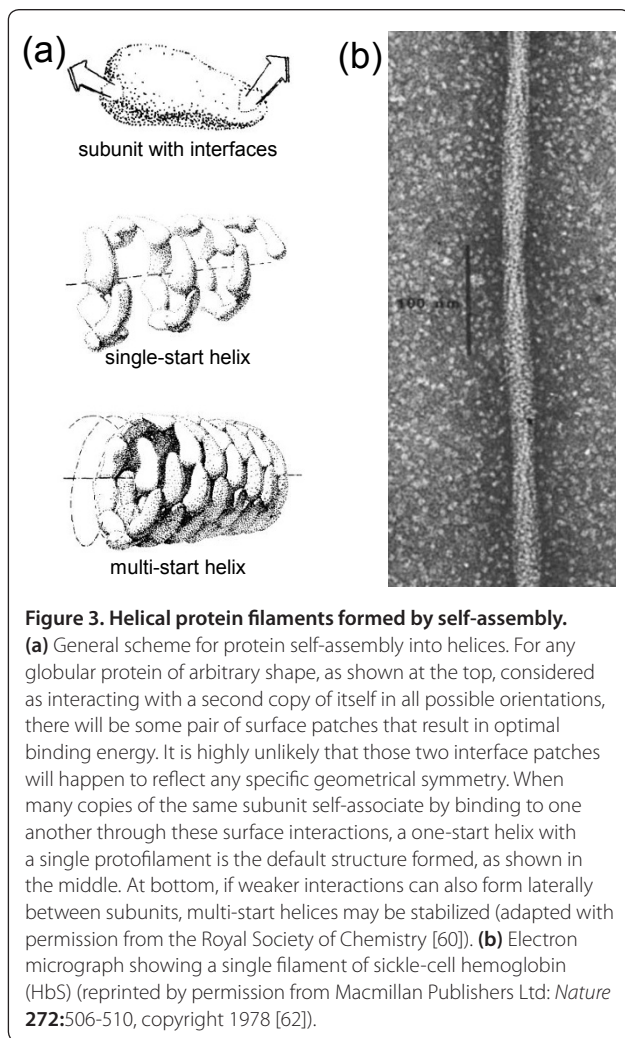 (a)
subunit with interfaces
single-start helix
multi-start helix
(b)
100 nm
Figure 3. Helical protein filaments formed by self-assembly.
(a) General scheme for protein self-assembly into helices. For any
globular protein of arbitrary shape, as shown at the top, considered
as interacting with a second copy of itself in all possible orientations,
there will be some pair of surface patches that result in optimal
binding energy. It is highly unlikely that those two interface patches
will happen to reflect any specific geometrical symmetry. When
many copies of the same subunit self-associate by binding to one
another through these surface interactions, a one-start helix with
a single protofilament is the default structure formed, as shown in
the middle. At bottom, if weaker interactions can also form laterally
between subunits, multi-start helices may be stabilized (adapted with
permission from the Royal Society of Chemistry [60]). (b) Electron
micrograph showing a single filament of sickle-cell hemoglobin
(HbS) (reprinted by permission from Macmillan Publishers Ltd: Nature
272:506-510, copyright 1978 [62]).